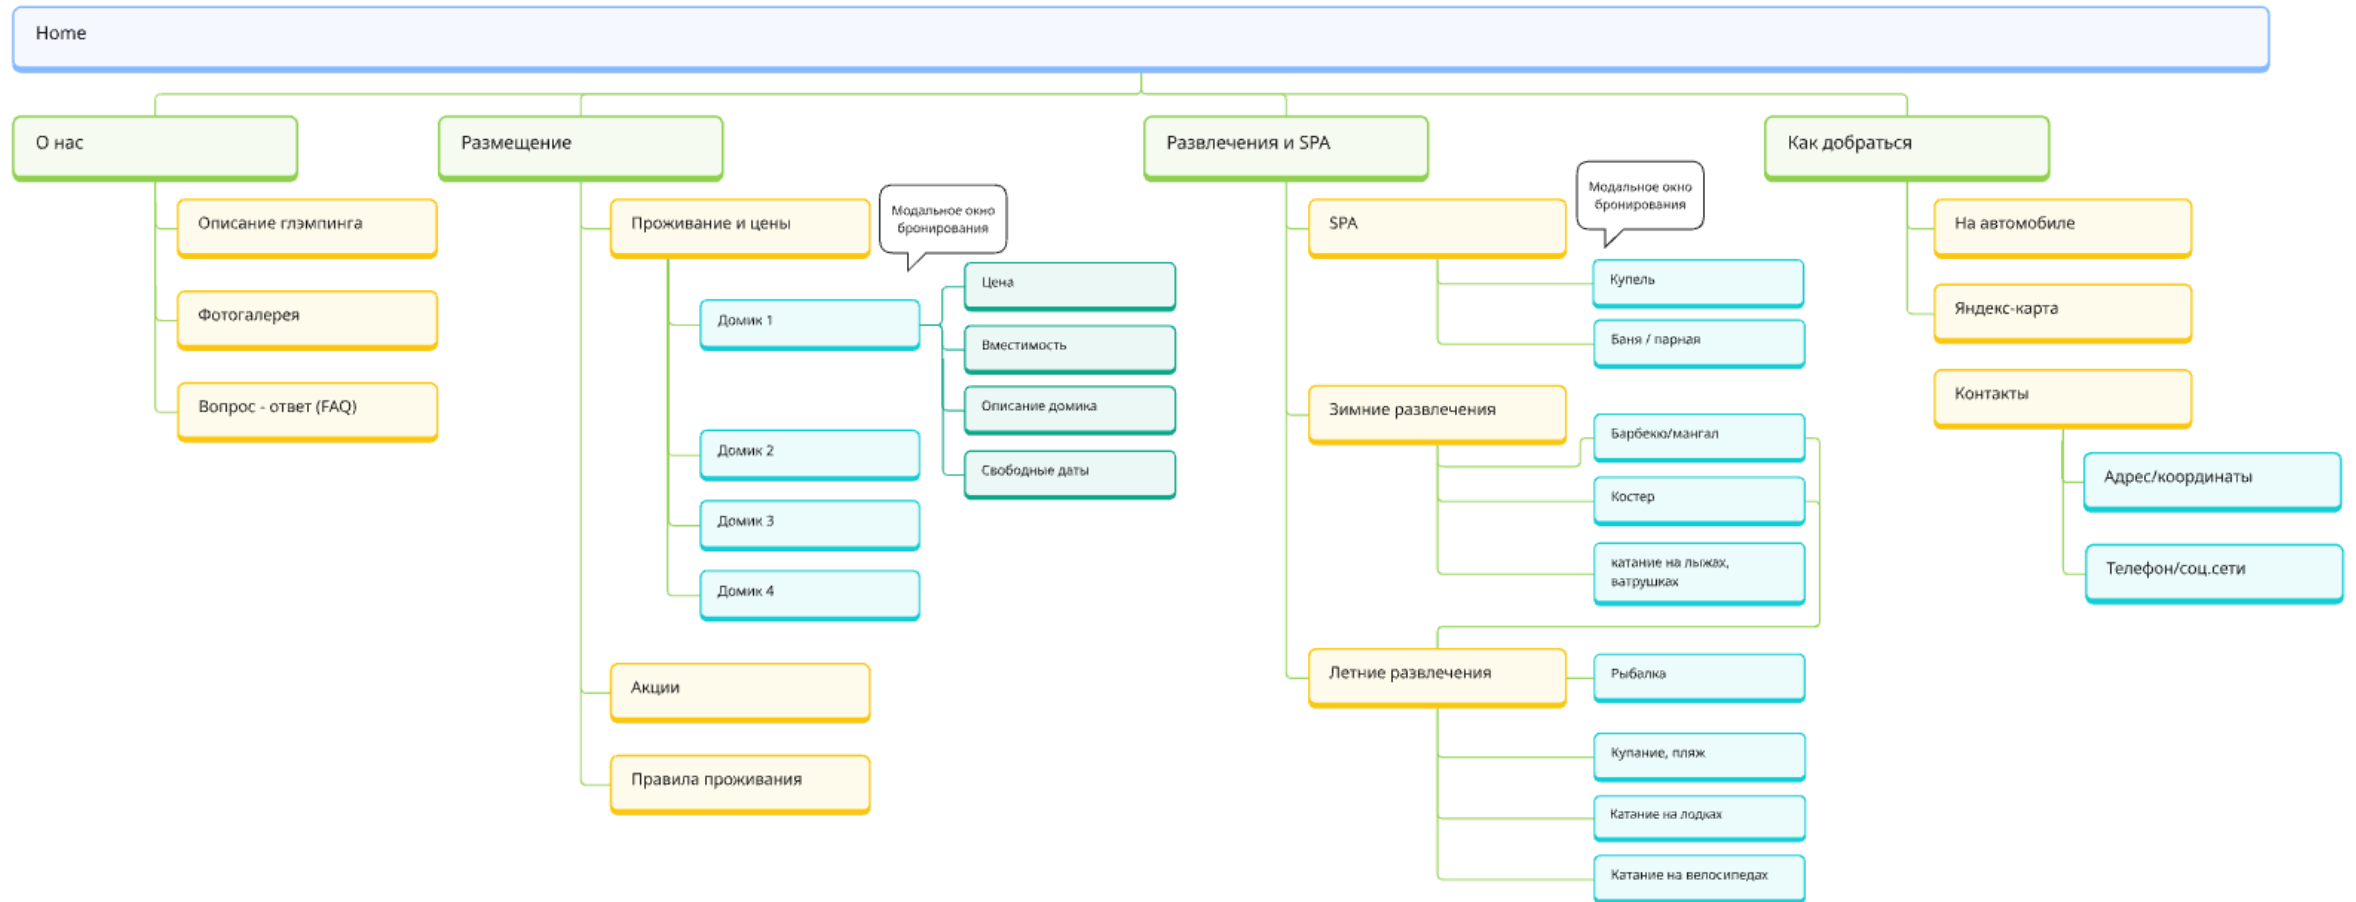 Home
О нас
Описание глэмпинга
Фотогалерея
Вопрос - ответ (FAQ)
Размещение
Проживание и цены
Модальное окно
бронирования
Домик 1
Цена
Вместимость
Описание домика
Свободные даты
Домик 2
Домик 3
Домик 4
Акции
Правила проживания
Развлечения и SPA
SPA
Модальное окно
бронирования
Купель
Баня / парная
Зимние развлечения
Барбекю/мангал
Костер
катание на лыжах,
ватрушках
Летние развлечения
Рыбалка
Купание, пляж
Катание на лодках
Катание на велосипедах
Как добраться
На автомобиле
Яндекс-карта
Контакты
Адрес/координаты
Телефон/соц.сети